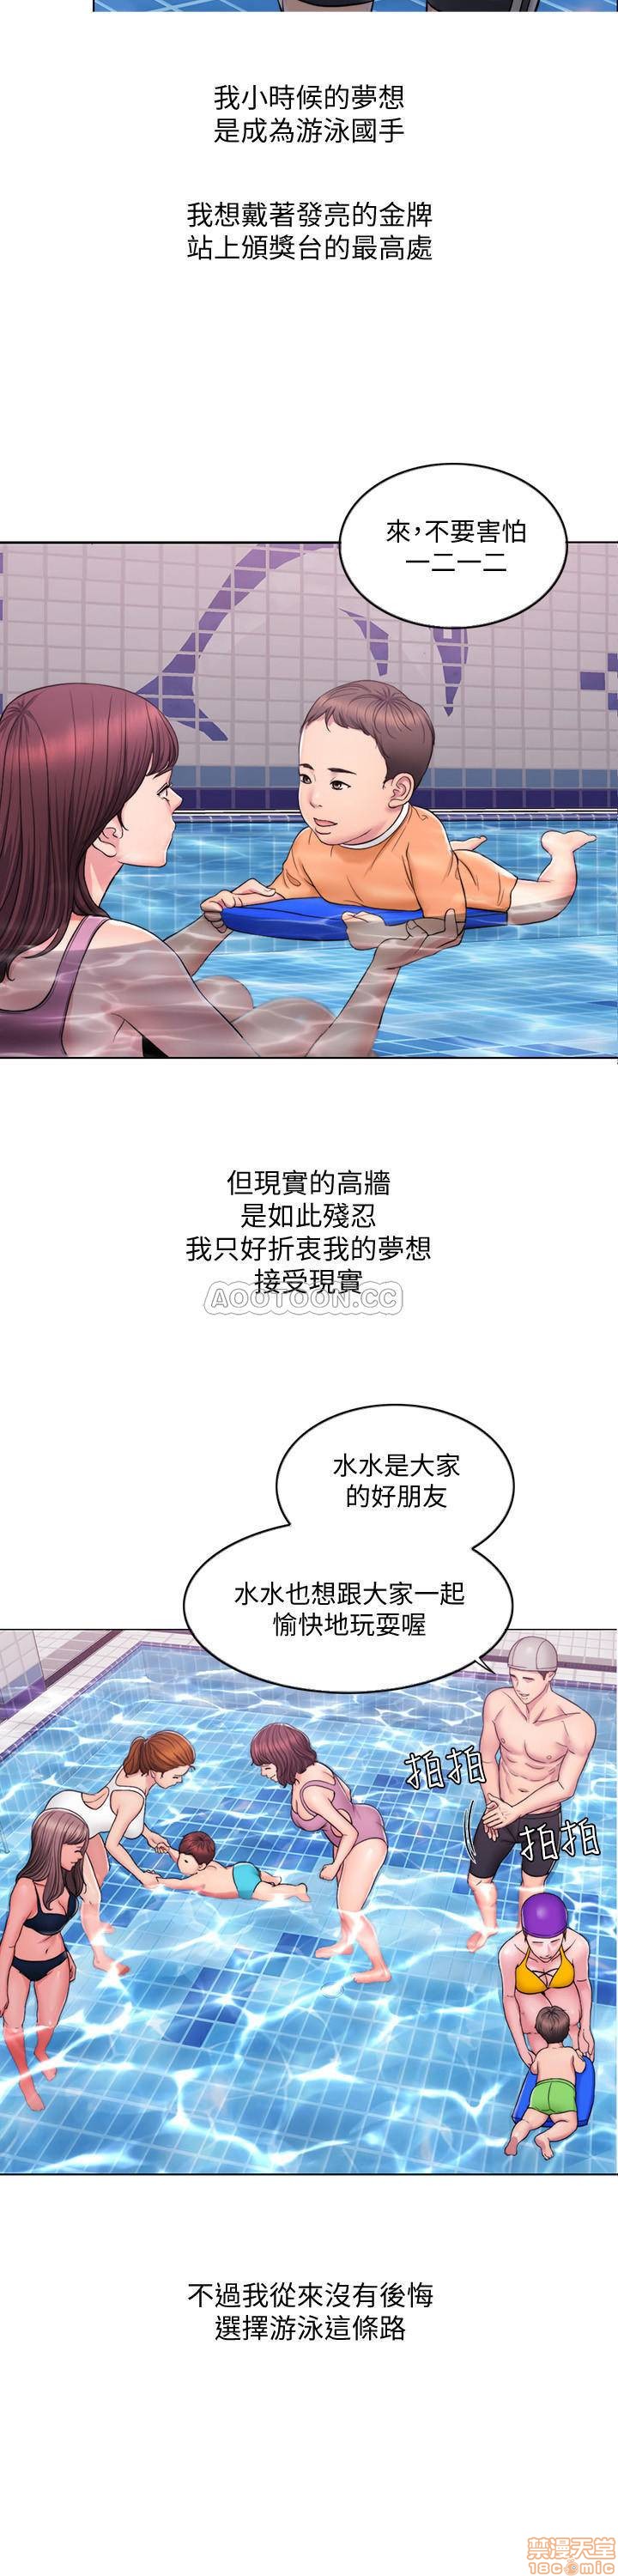 我小時候的夢想
是成為游泳國手
我想戴著發亮的金牌
站上頒獎台的最高處
來,不要害怕
一二一二
但現實的高牆
是如此殘忍
我只好折衷我的夢想
接受現實
AOOTOON.CC
水水是大家
的好朋友
水水也想跟大家一起
愉快地玩耍喔
拍拍
拍拍
不過我從來沒有後悔
選擇游泳這條路
禁漫天堂
18comic